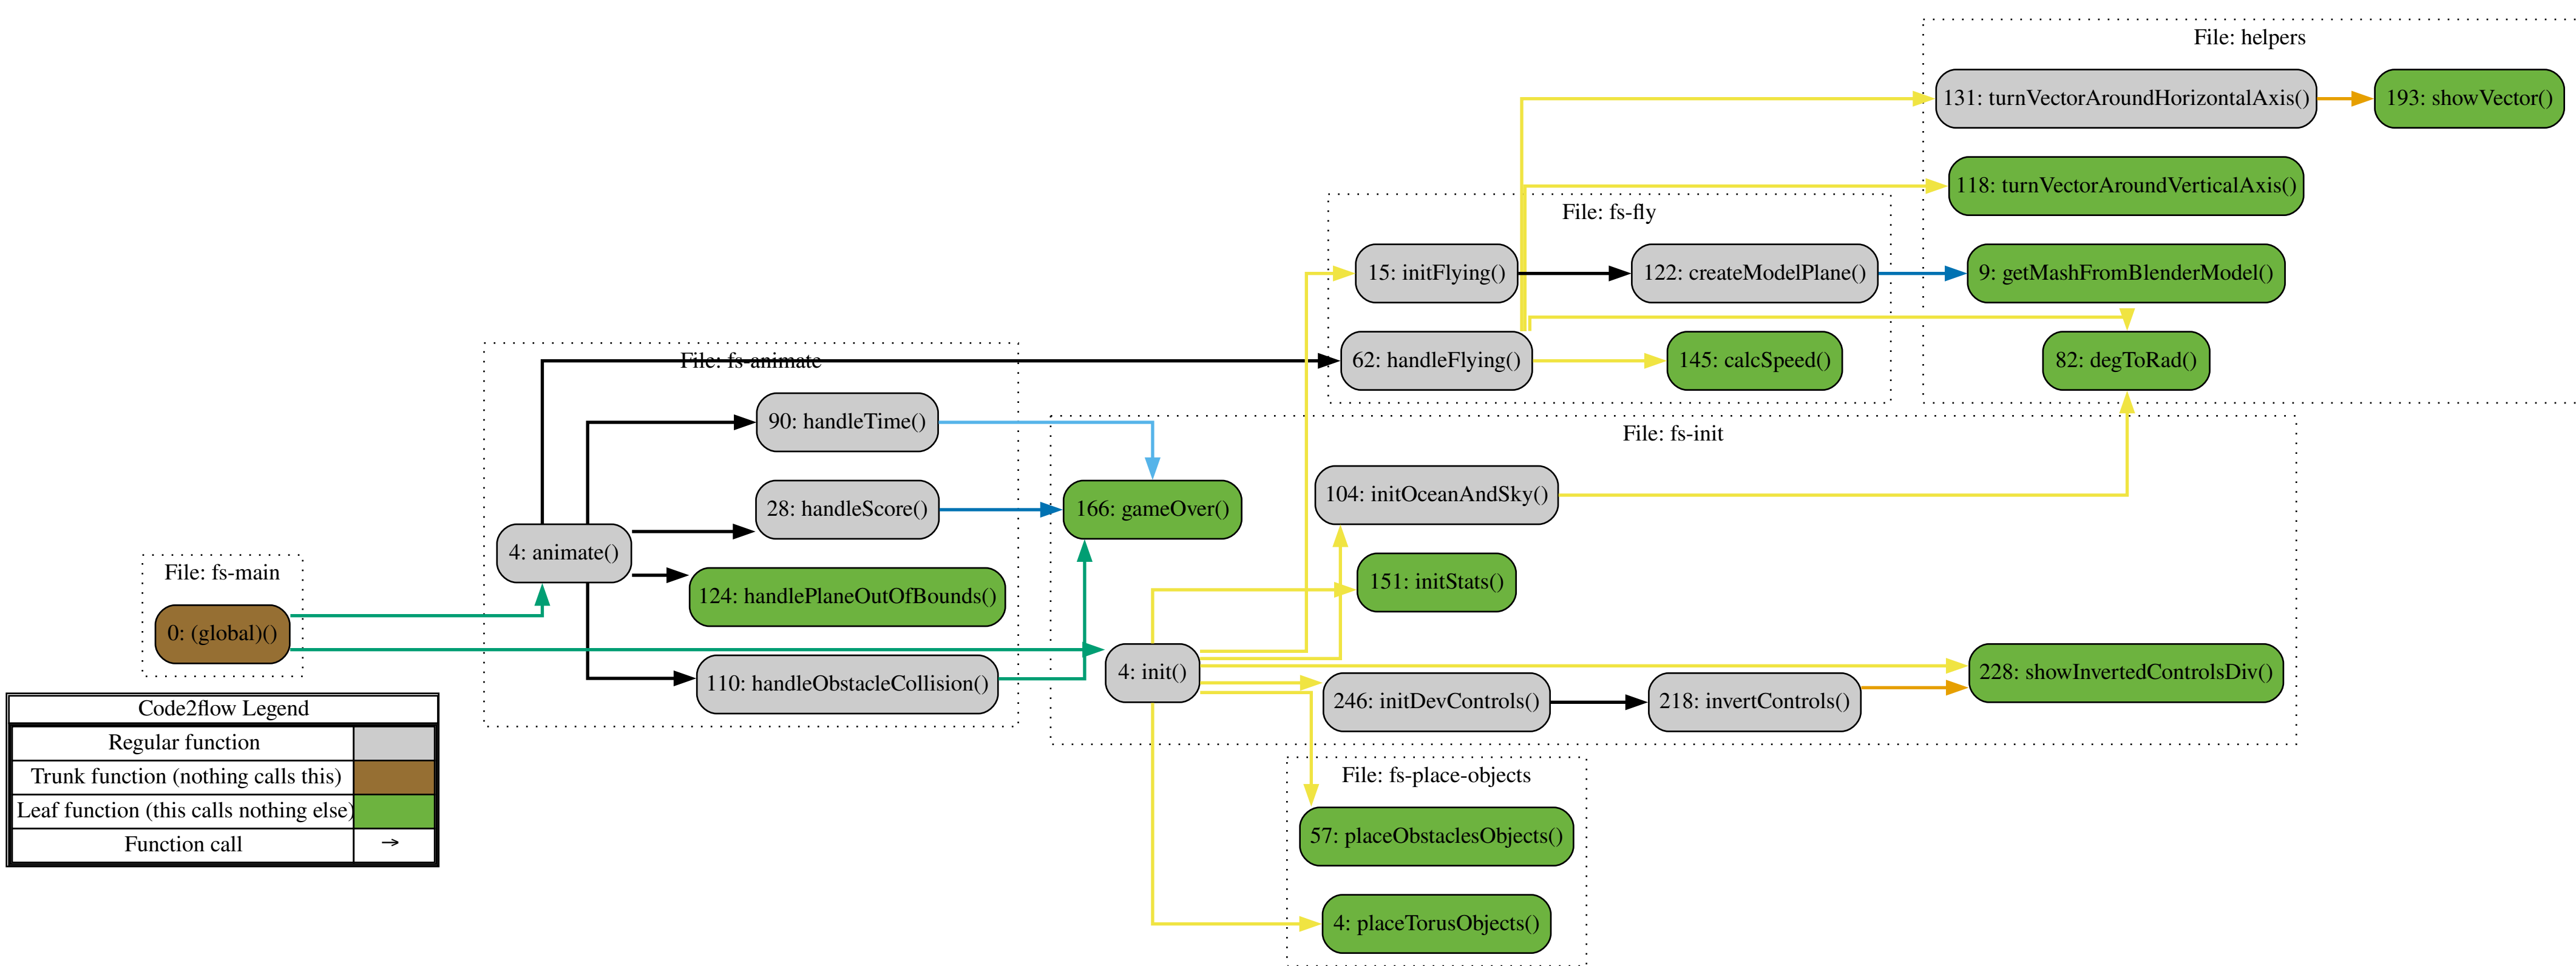 File: helpers
131: turnVectorAroundHorizontalAxis()
193: showVector()
118: turnVectorAroundVerticalAxis()
File: fs-fly
15: initFlying()
122: createModelPlane()
9: getMashFromBlenderModel()
62: handleFlying()
145: calcSpeed()
82: degToRad()
File: fs-animate
90: handleTime()
28: handleScore()
4: animate()
124: handlePlaneOutOfBounds()
110: handleObstacleCollision()
File: fs-init
166: gameOver()
104: initOceanAndSky()
151: initStats()
4: init()
246: initDevControls()
218: invertControls()
228: showInvertedControlsDiv()
File: fs-main
0: (global)()
File: fs-place-objects
57: placeObstaclesObjects()
4: placeTorusObjects()
Code2flow Legend
Regular function
Trunk function (nothing calls this)
Leaf function (this calls nothing else)
Function call →